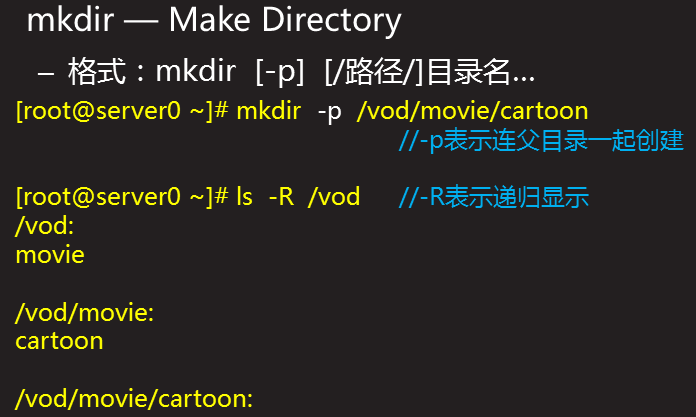 mkdir — Make Directory
– 格式：mkdir [-p] [/路径/]目录名…
[root@server0 ~]# mkdir -p /vod/movie/cartoon
//-p表示连父目录一起创建
[root@server0 ~]# ls -R /vod //-R表示递归显示
/vod:
movie
/vod/movie:
cartoon
/vod/movie/cartoon: